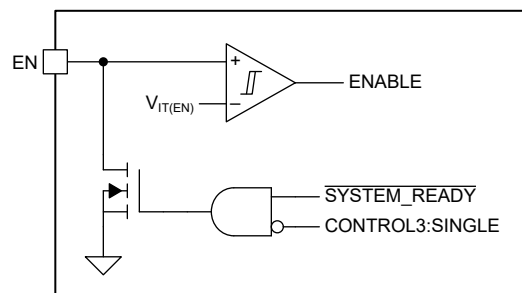 EN
+
−
ENABLE
V_IT(EN)
SYSTEM_READY
CONTROL3:SINGLE